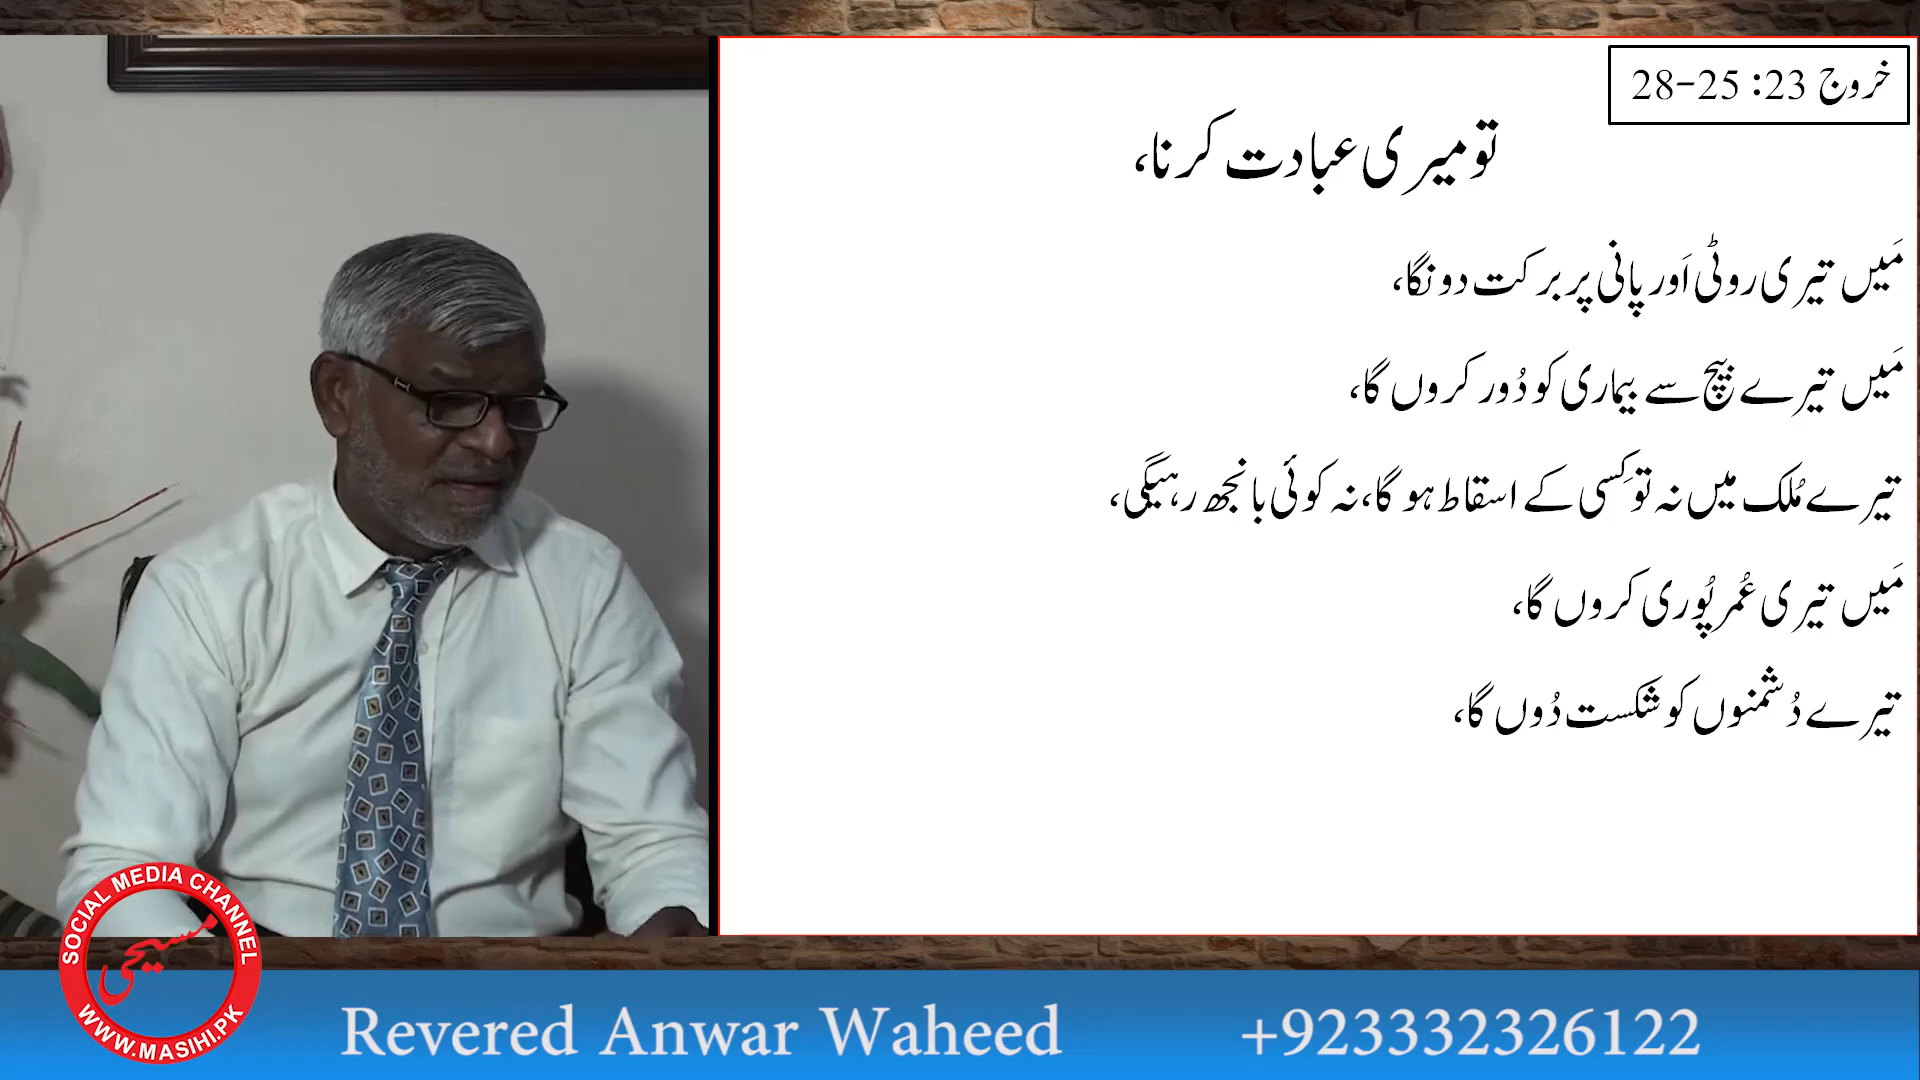 خروج 23: 25-28
تو میری عبادت کرنا،
مَیں تیری روٹی اَور پانی پر برکت دونگا،
مَیں تیرے بیچ سے بیماری کو دُور کروں گا،
تیرے مُلک میں نہ تو کِسی کے اسقاط ہو گا، نہ کوئی بانجھ رہیگی،
مَیں تیری عُمر پُوری کروں گا،
تیرے دُشمنوں کو شکست دُوں گا،
SOCIAL MEDIA CHANNEL
مسیحی
WWW.MASIHI.PK
Revered Anwar Waheed +923332326122